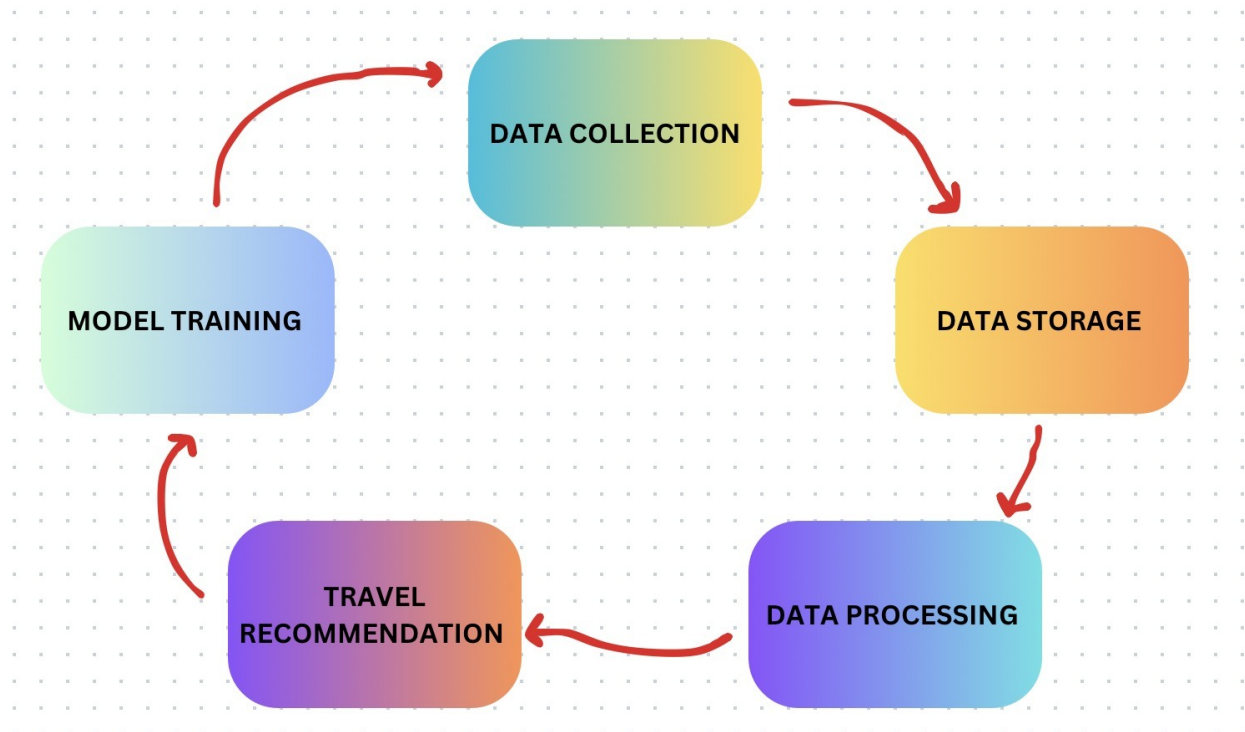 DATA COLLECTION
DATA STORAGE
DATA PROCESSING
TRAVEL
RECOMMENDATION
MODEL TRAINING